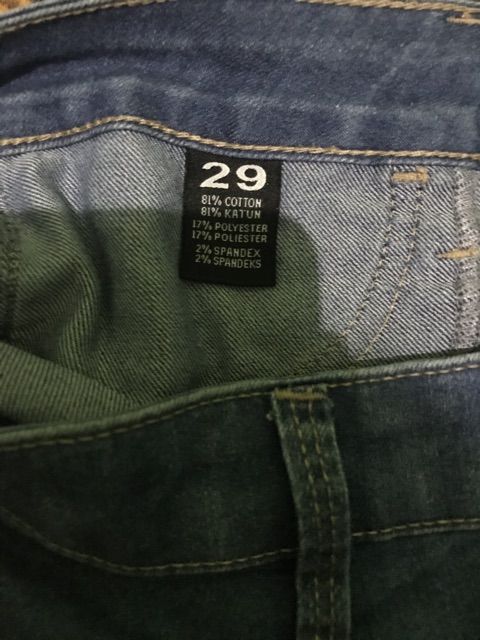 29
81% COTTON
81% KATUN
17% POLYESTER
17% POLIESTER
2% SPANDEX
2% SPANDEKS